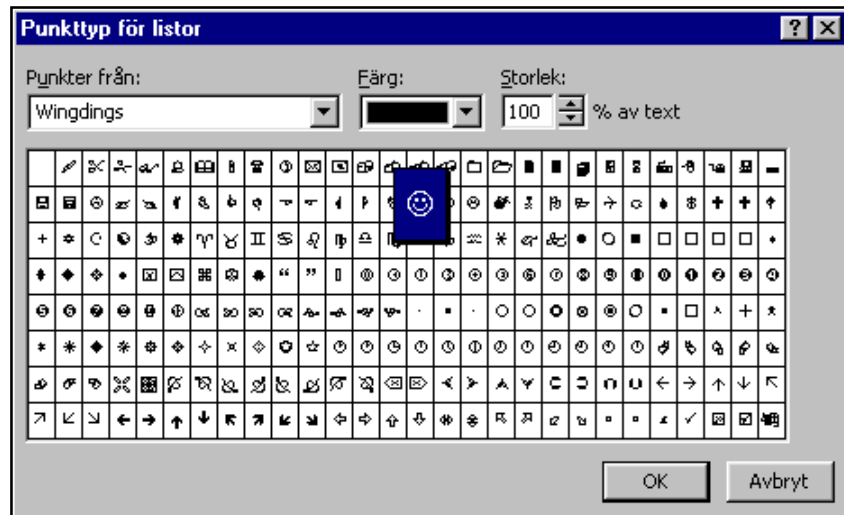 Punkttyp för listor
Punkter från: Färg: Storlek:
Wingdings 100 % av text
OK Avbryt